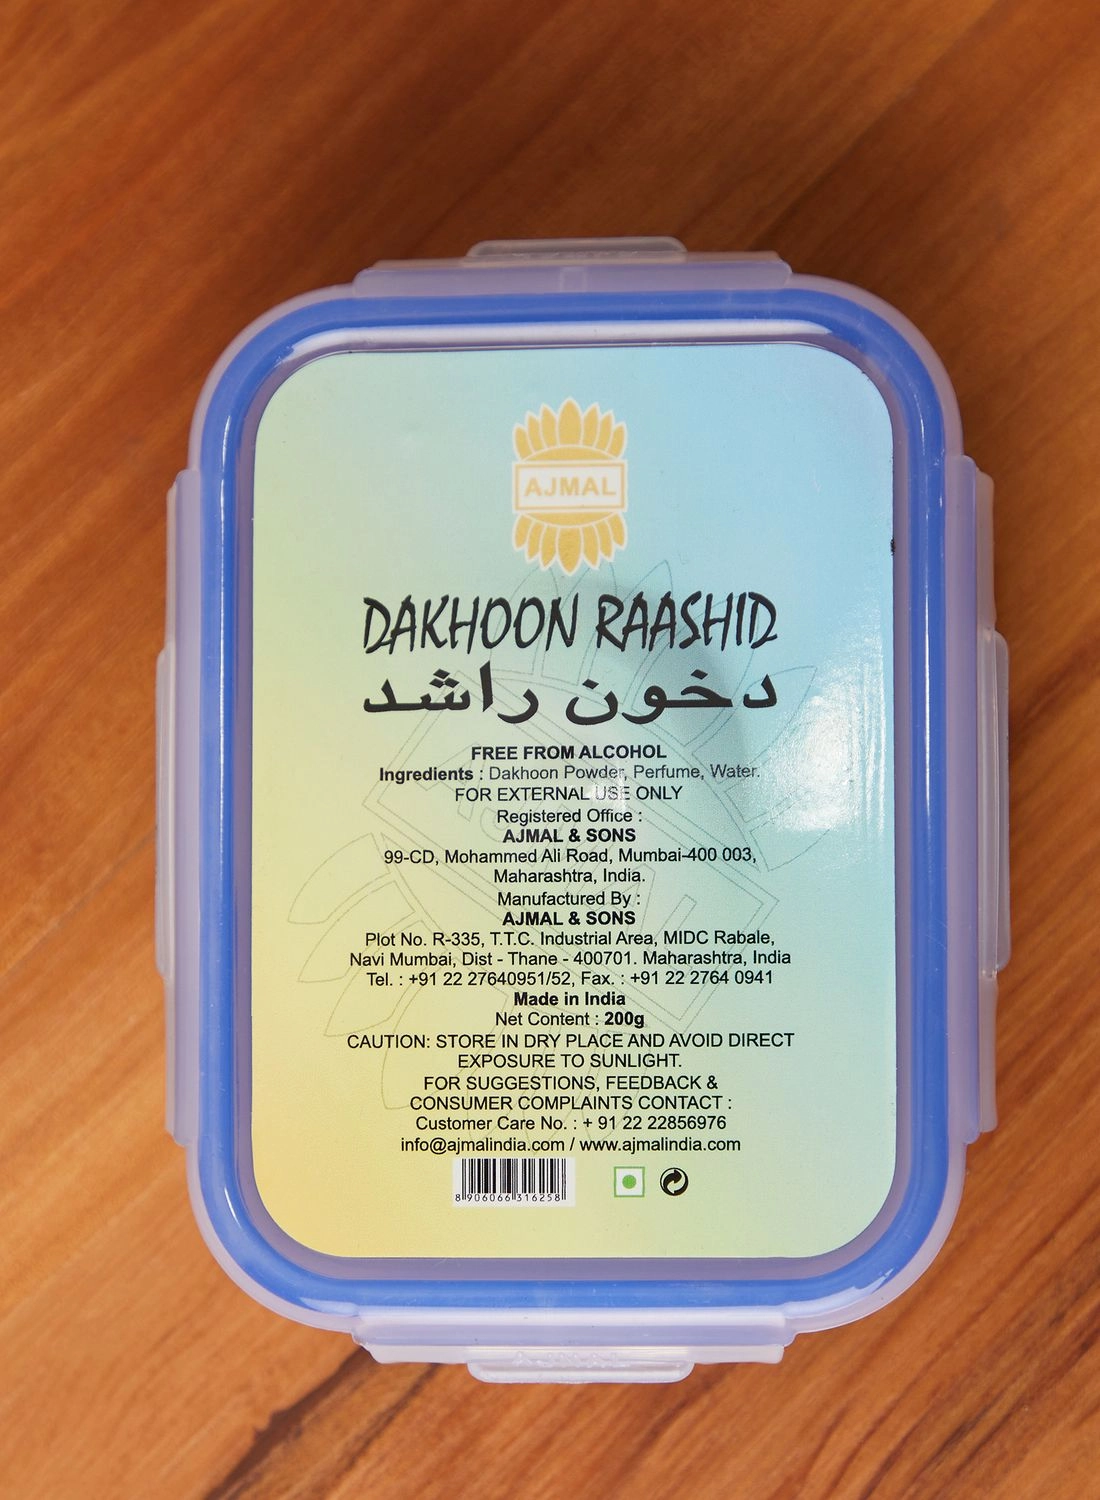 AJMAL
DAKHOON RAASHID
دخون راشد
FREE FROM ALCOHOL
Ingredients : Dakhoon Powder, Perfume, Water.
FOR EXTERNAL USE ONLY
Registered Office :
AJMAL & SONS
99-CD, Mohammed Ali Road, Mumbai-400 003,
Maharashtra, India.
Manufactured By :
AJMAL & SONS
Plot No. R-335, T.T.C. Industrial Area, MIDC Rabale,
Navi Mumbai, Dist - Thane - 400701. Maharashtra, India
Tel. : +91 22 27640951/52, Fax. : +91 22 2764 0941
Made in India
Net Content : 200g
CAUTION: STORE IN DRY PLACE AND AVOID DIRECT
EXPOSURE TO SUNLIGHT.
FOR SUGGESTIONS, FEEDBACK &
CONSUMER COMPLAINTS CONTACT :
Customer Care No. : + 91 22 22856976
info@ajmalindia.com / www.ajmalindia.com
8 906066 316258
AJMAL